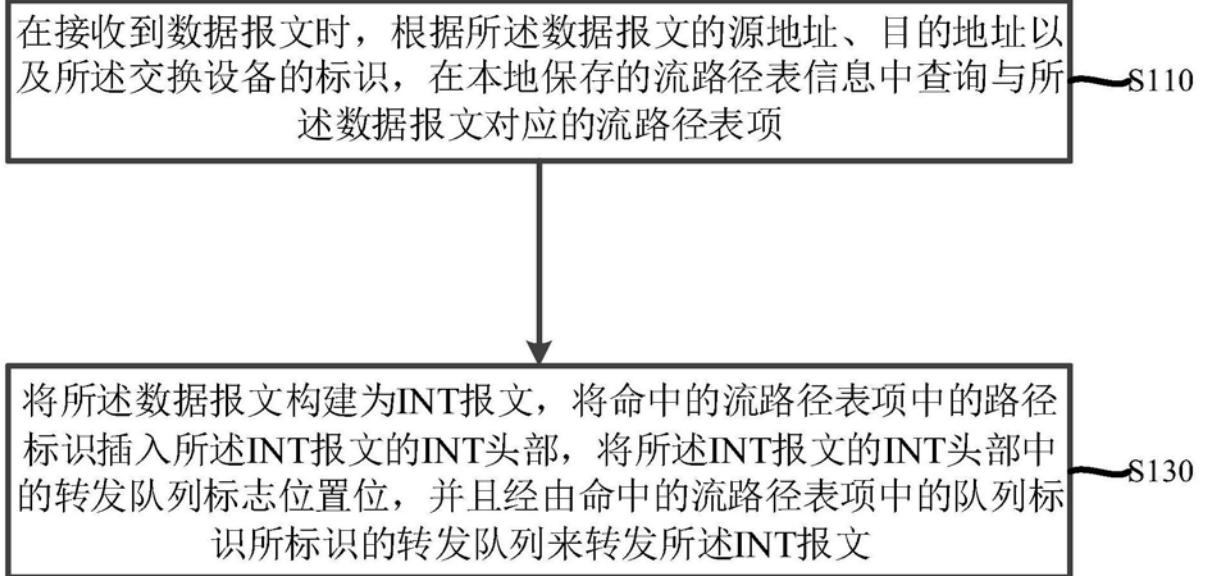 在接收到数据报文时，根据所述数据报文的源地址、目的地址以
及所述交换设备的标识，在本地保存的流路径表信息中查询与所
述数据报文对应的流路径表项
S110
将所述数据报文构建为INT报文，将命中的流路径表项中的路径
标识插入所述INT报文的INT头部，将所述INT报文的INT头部中
的转发队列标志位置位，并且经由命中的流路径表项中的队列标
识所标识的转发队列来转发所述INT报文
S130